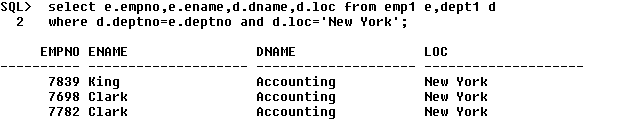 SQL> select e.empno,e.ename,d.dname,d.loc from emp1 e,dept1 d
2 where d.deptno=e.deptno and d.loc='New York';
EMPNO ENAME DNAME LOC
---------- -------------------- -------------------- --------------------
7839 King Accounting New York
7698 Clark Accounting New York
7782 Clark Accounting New York